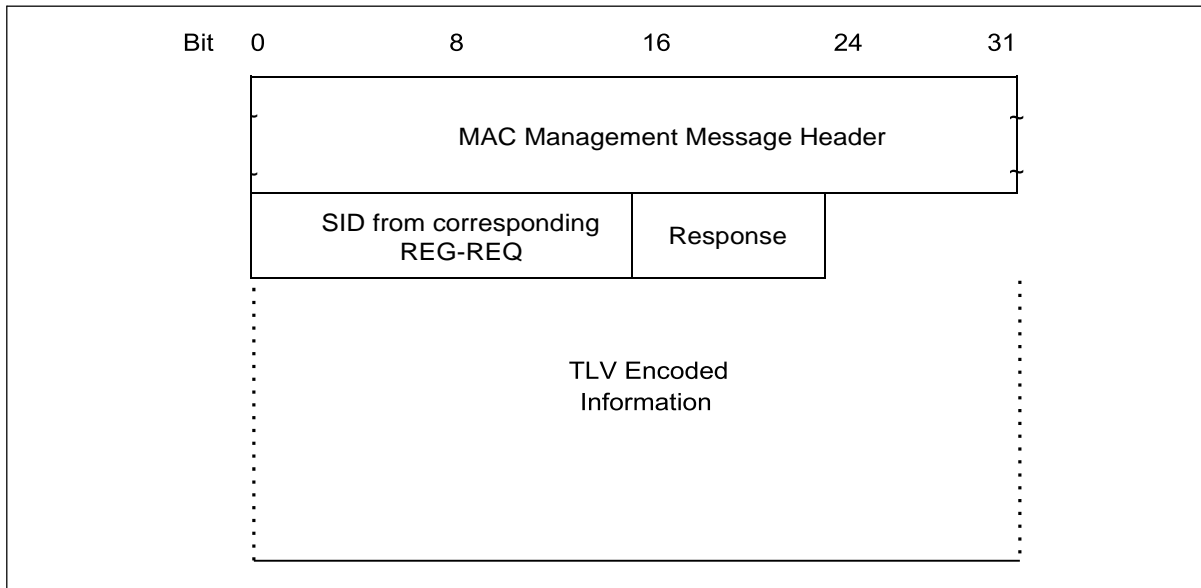 Bit 0 8 16 24 31
MAC Management Message Header
SID from corresponding
REG-REQ
Response
TLV Encoded
Information